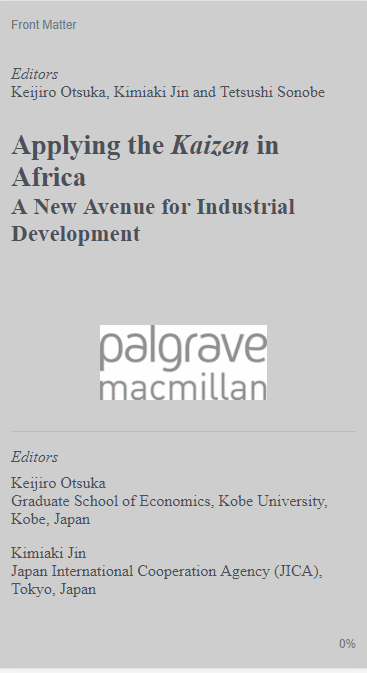 Front Matter
Editors
Keijiro Otsuka, Kimiaki Jin and Tetsushi Sonobe
Applying the Kaizen in
Africa
A New Avenue for Industrial
Development
palgrave
macmillan
Editors
Keijiro Otsuka
Graduate School of Economics, Kobe University,
Kobe, Japan
Kimiaki Jin
Japan International Cooperation Agency (JICA),
Tokyo, Japan
0%